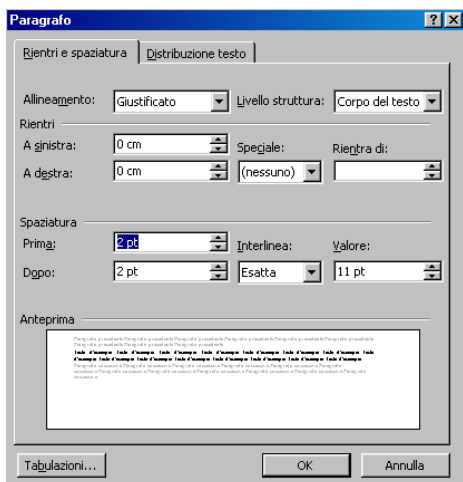 Paragrafo
Rientri e spaziatura Distribuzione testo
Allineamento: Giustificato Livello struttura: Corpo del testo
Rientri
A sinistra: 0 cm Speciale: Rientra di:
A destra: 0 cm (nessuno)
Spaziatura
Prima: 2 pt Interlinea: Valore:
Dopo: 2 pt Esatta 11 pt
Anteprima
Tabulazioni... OK Annulla